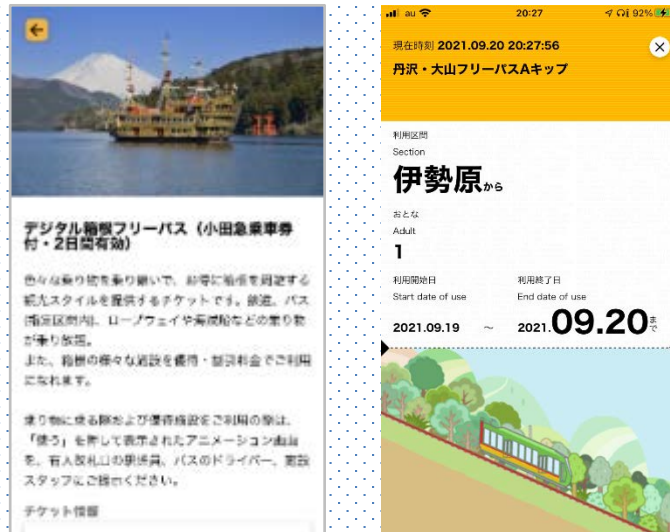 デジタル箱根フリーパス（小田急乗車券
付・2日間有効）
色々な乗り物を乗り継いで、お得に箱根を周遊する
観光スタイルを提供するチケットです。鉄道、バス
(指定区間内)、ロープウェイや海賊船などの乗り物
が乗り放題。
また、箱根の様々な施設を優待・割引料金でご利用
になれます。
乗り物に乗る際および優待施設をご利用の際は、
「使う」を押して表示されたアニメーション画面
を、有人改札口の駅係員、バスのドライバー、施設
スタッフにご提示ください。
チケット情報
au 20:27 92%
現在時刻 2021.09.20 20:27:56
丹沢・大山フリーパスAキップ
利用区間
Section
伊勢原から
おとな
Adult
1
利用開始日 利用終了日
Start date of use End date of use
2021.09.19 ～ 2021.09.20まで